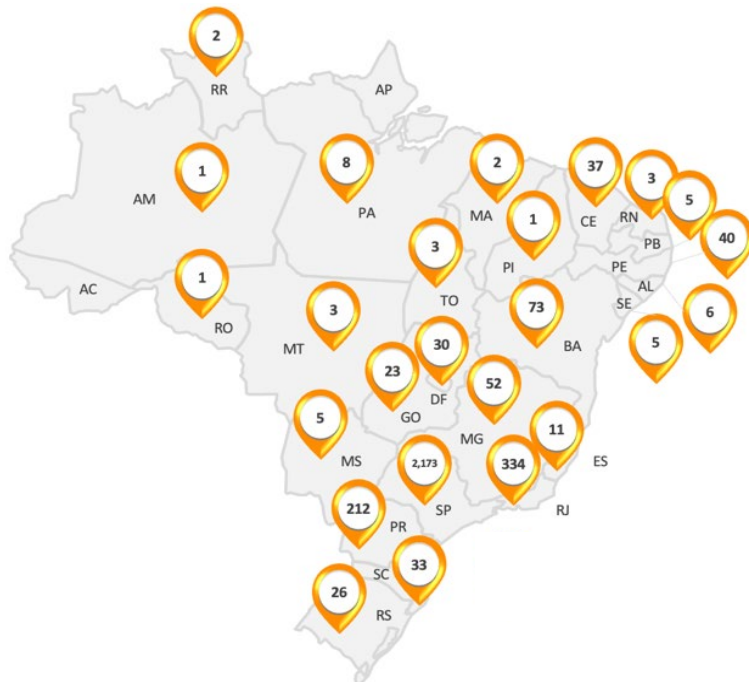 2
RR
AP
1
AM
8
PA
2
MA
37
CE
3
RN
5
PB
40
1
PI
PE
AL
SE
6
5
3
TO
1
RO
AC
3
MT
73
BA
30
DF
23
GO
52
MG
5
MS
11
ES
2,173
SP
334
RJ
212
PR
33
SC
26
RS